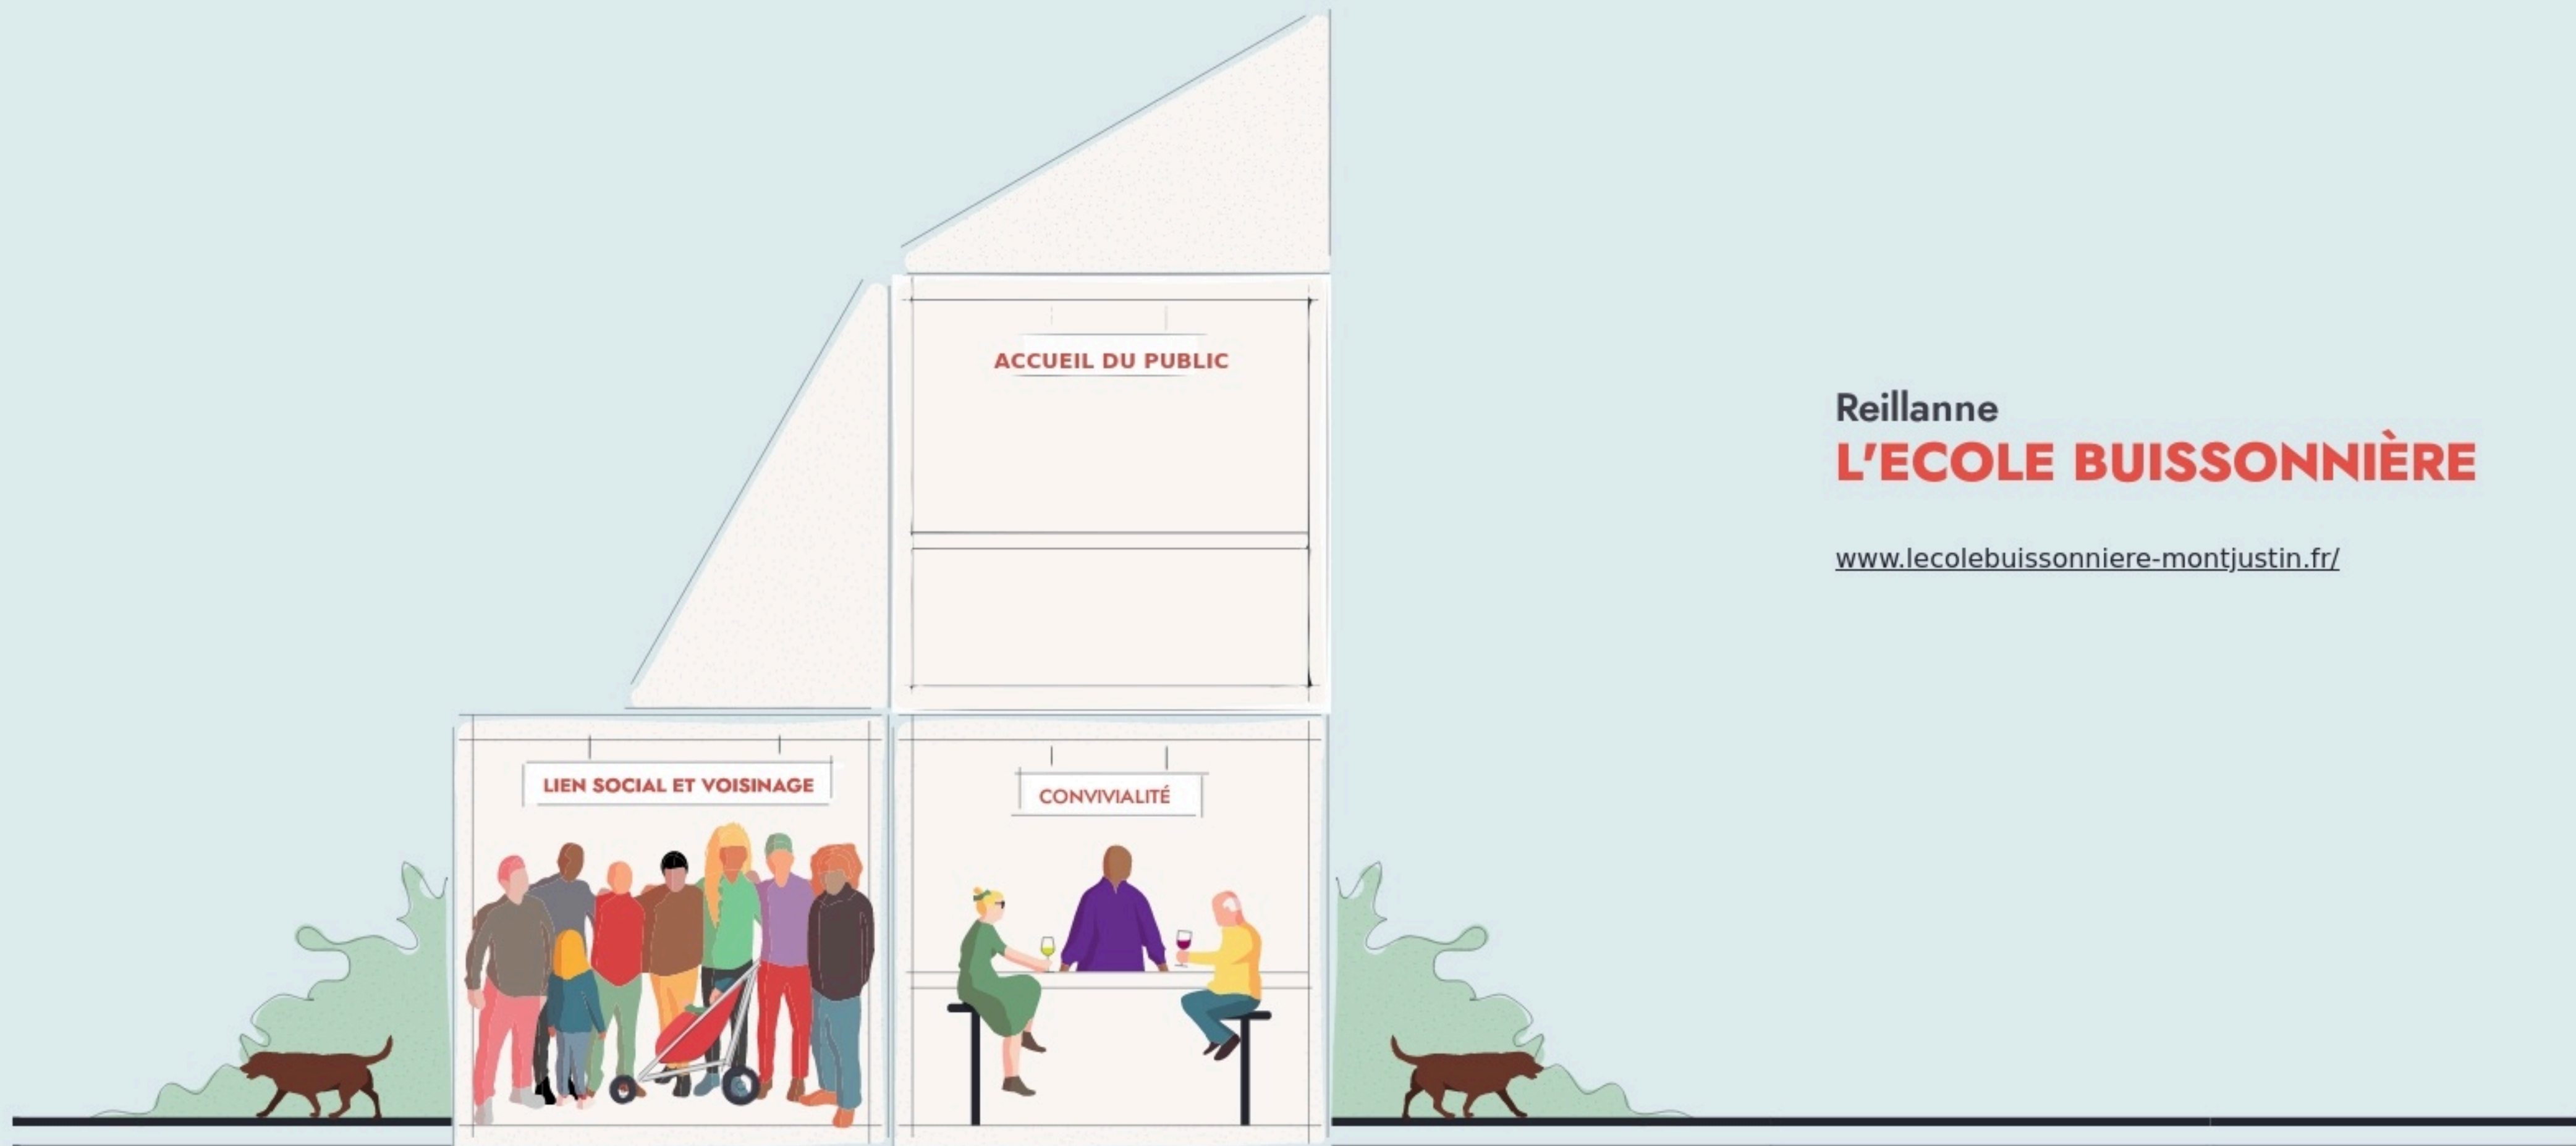 ACCUEIL DU PUBLIC
Reillanne
L'ECOLE BUISSONNIÈRE
www.lecolebuissonniere-montjustin.fr/
LIEN SOCIAL ET VOISINAGE
CONVIVIALITÉ